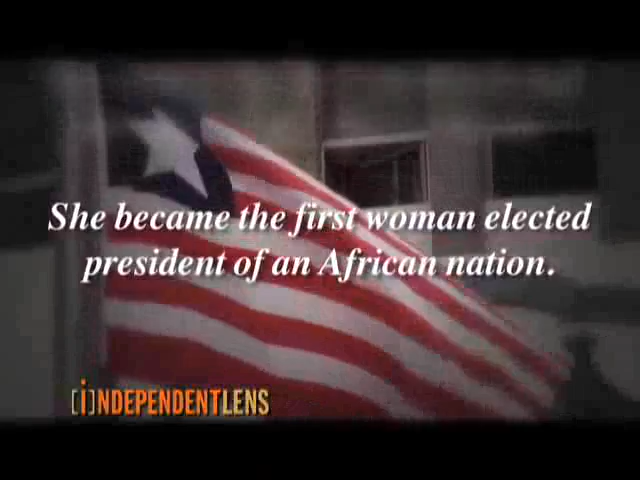 She became the first woman elected
president of an African nation.
[i]NDEPENDENTLENS